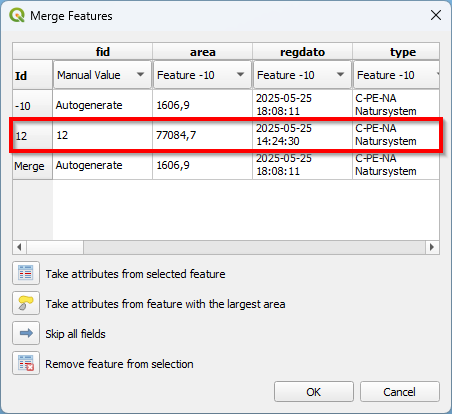 Merge Features
fid area regdato type
Id Manual Value Feature -10 Feature -10 Feature -10
-10 Autogenerate 1606,9 2025-05-25 18:08:11 C-PE-NA Natursystem
12 12 77084,7 2025-05-25 14:24:30 C-PE-NA Natursystem
Merge Autogenerate 1606,9 2025-05-25 18:08:11 C-PE-NA Natursystem
Take attributes from selected feature
Take attributes from feature with the largest area
Skip all fields
Remove feature from selection
OK Cancel